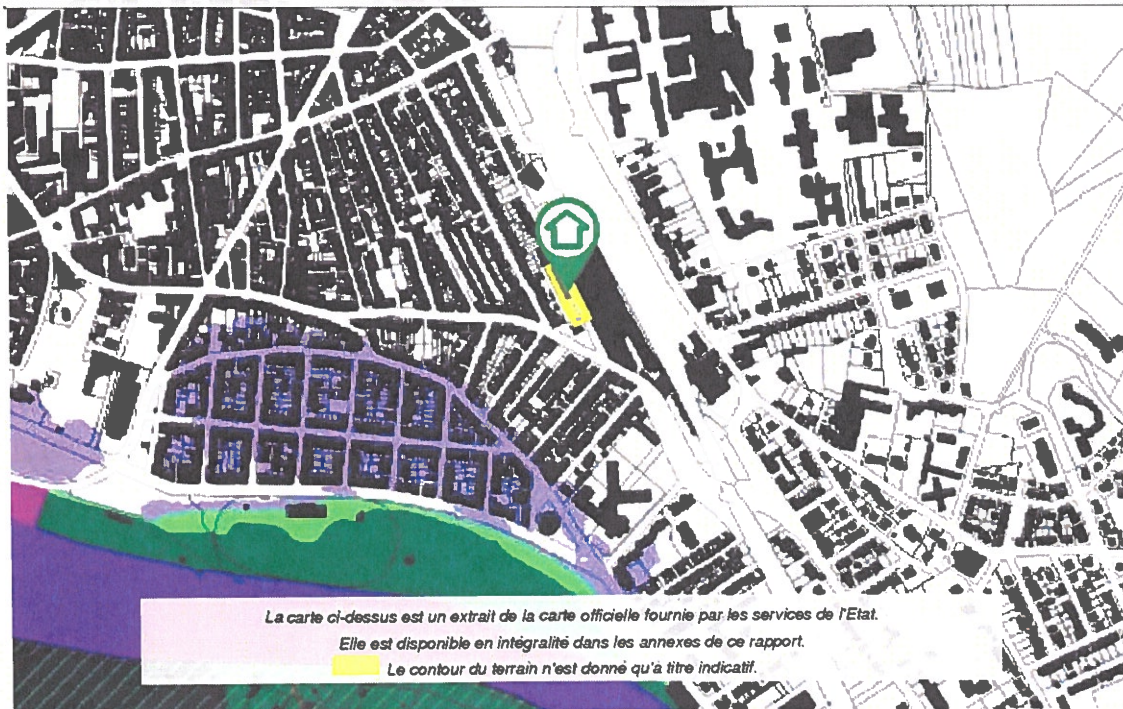 La carte ci-dessus est un extrait de la carte officielle fournie par les services de l'Etat.
Elle est disponible en intégralité dans les annexes de ce rapport.
Le contour du terrain n'est donné qu'à titre indicatif.